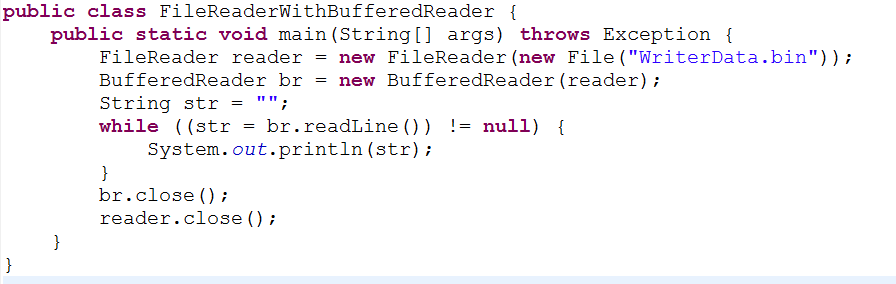 public class FileReaderWithBufferedReader {
    public static void main(String[] args) throws Exception {
        FileReader reader = new FileReader(new File("WriterData.bin"));
        BufferedReader br = new BufferedReader(reader);
        String str = "";
        while ((str = br.readLine()) != null) {
            System.out.println(str);
        }
        br.close();
        reader.close();
    }
}